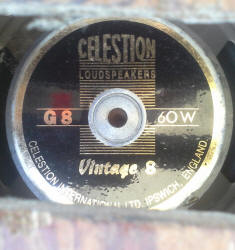 CELESTION
LOUDSPEAKERS
G8 60W
Vintage 8
CELESTION INTERNATIONAL LTD. IPSWICH, ENGLAND